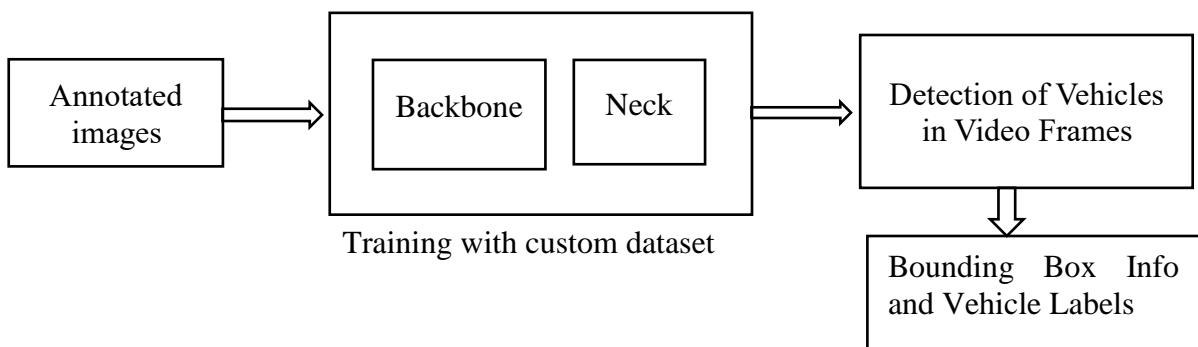 Annotated
images
Backbone
Neck
Training with custom dataset
Detection of Vehicles
in Video Frames
Bounding Box Info
and Vehicle Labels